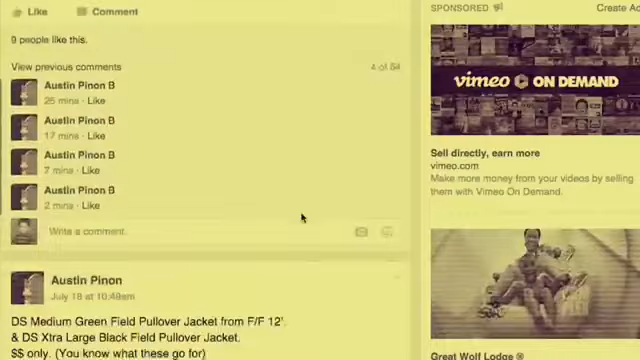 Like Comment
9 people like this.
View previous comments 4 of 64
Austin Pinon B
25 mins · Like
Austin Pinon B
17 mins · Like
Austin Pinon B
7 mins · Like
Austin Pinon B
2 mins · Like
Write a comment.
Austin Pinon
July 18 at 10:49am
DS Medium Green Field Pullover Jacket from F/F 12'.
& DS Xtra Large Black Field Pullover Jacket.
$$ only. (You know what these go for)
SPONSORED Create Ad
vimeo ON DEMAND
Sell directly, earn more
vimeo.com
Make more money from your videos by selling
them with Vimeo On Demand.
Great Wolf Lodge ®